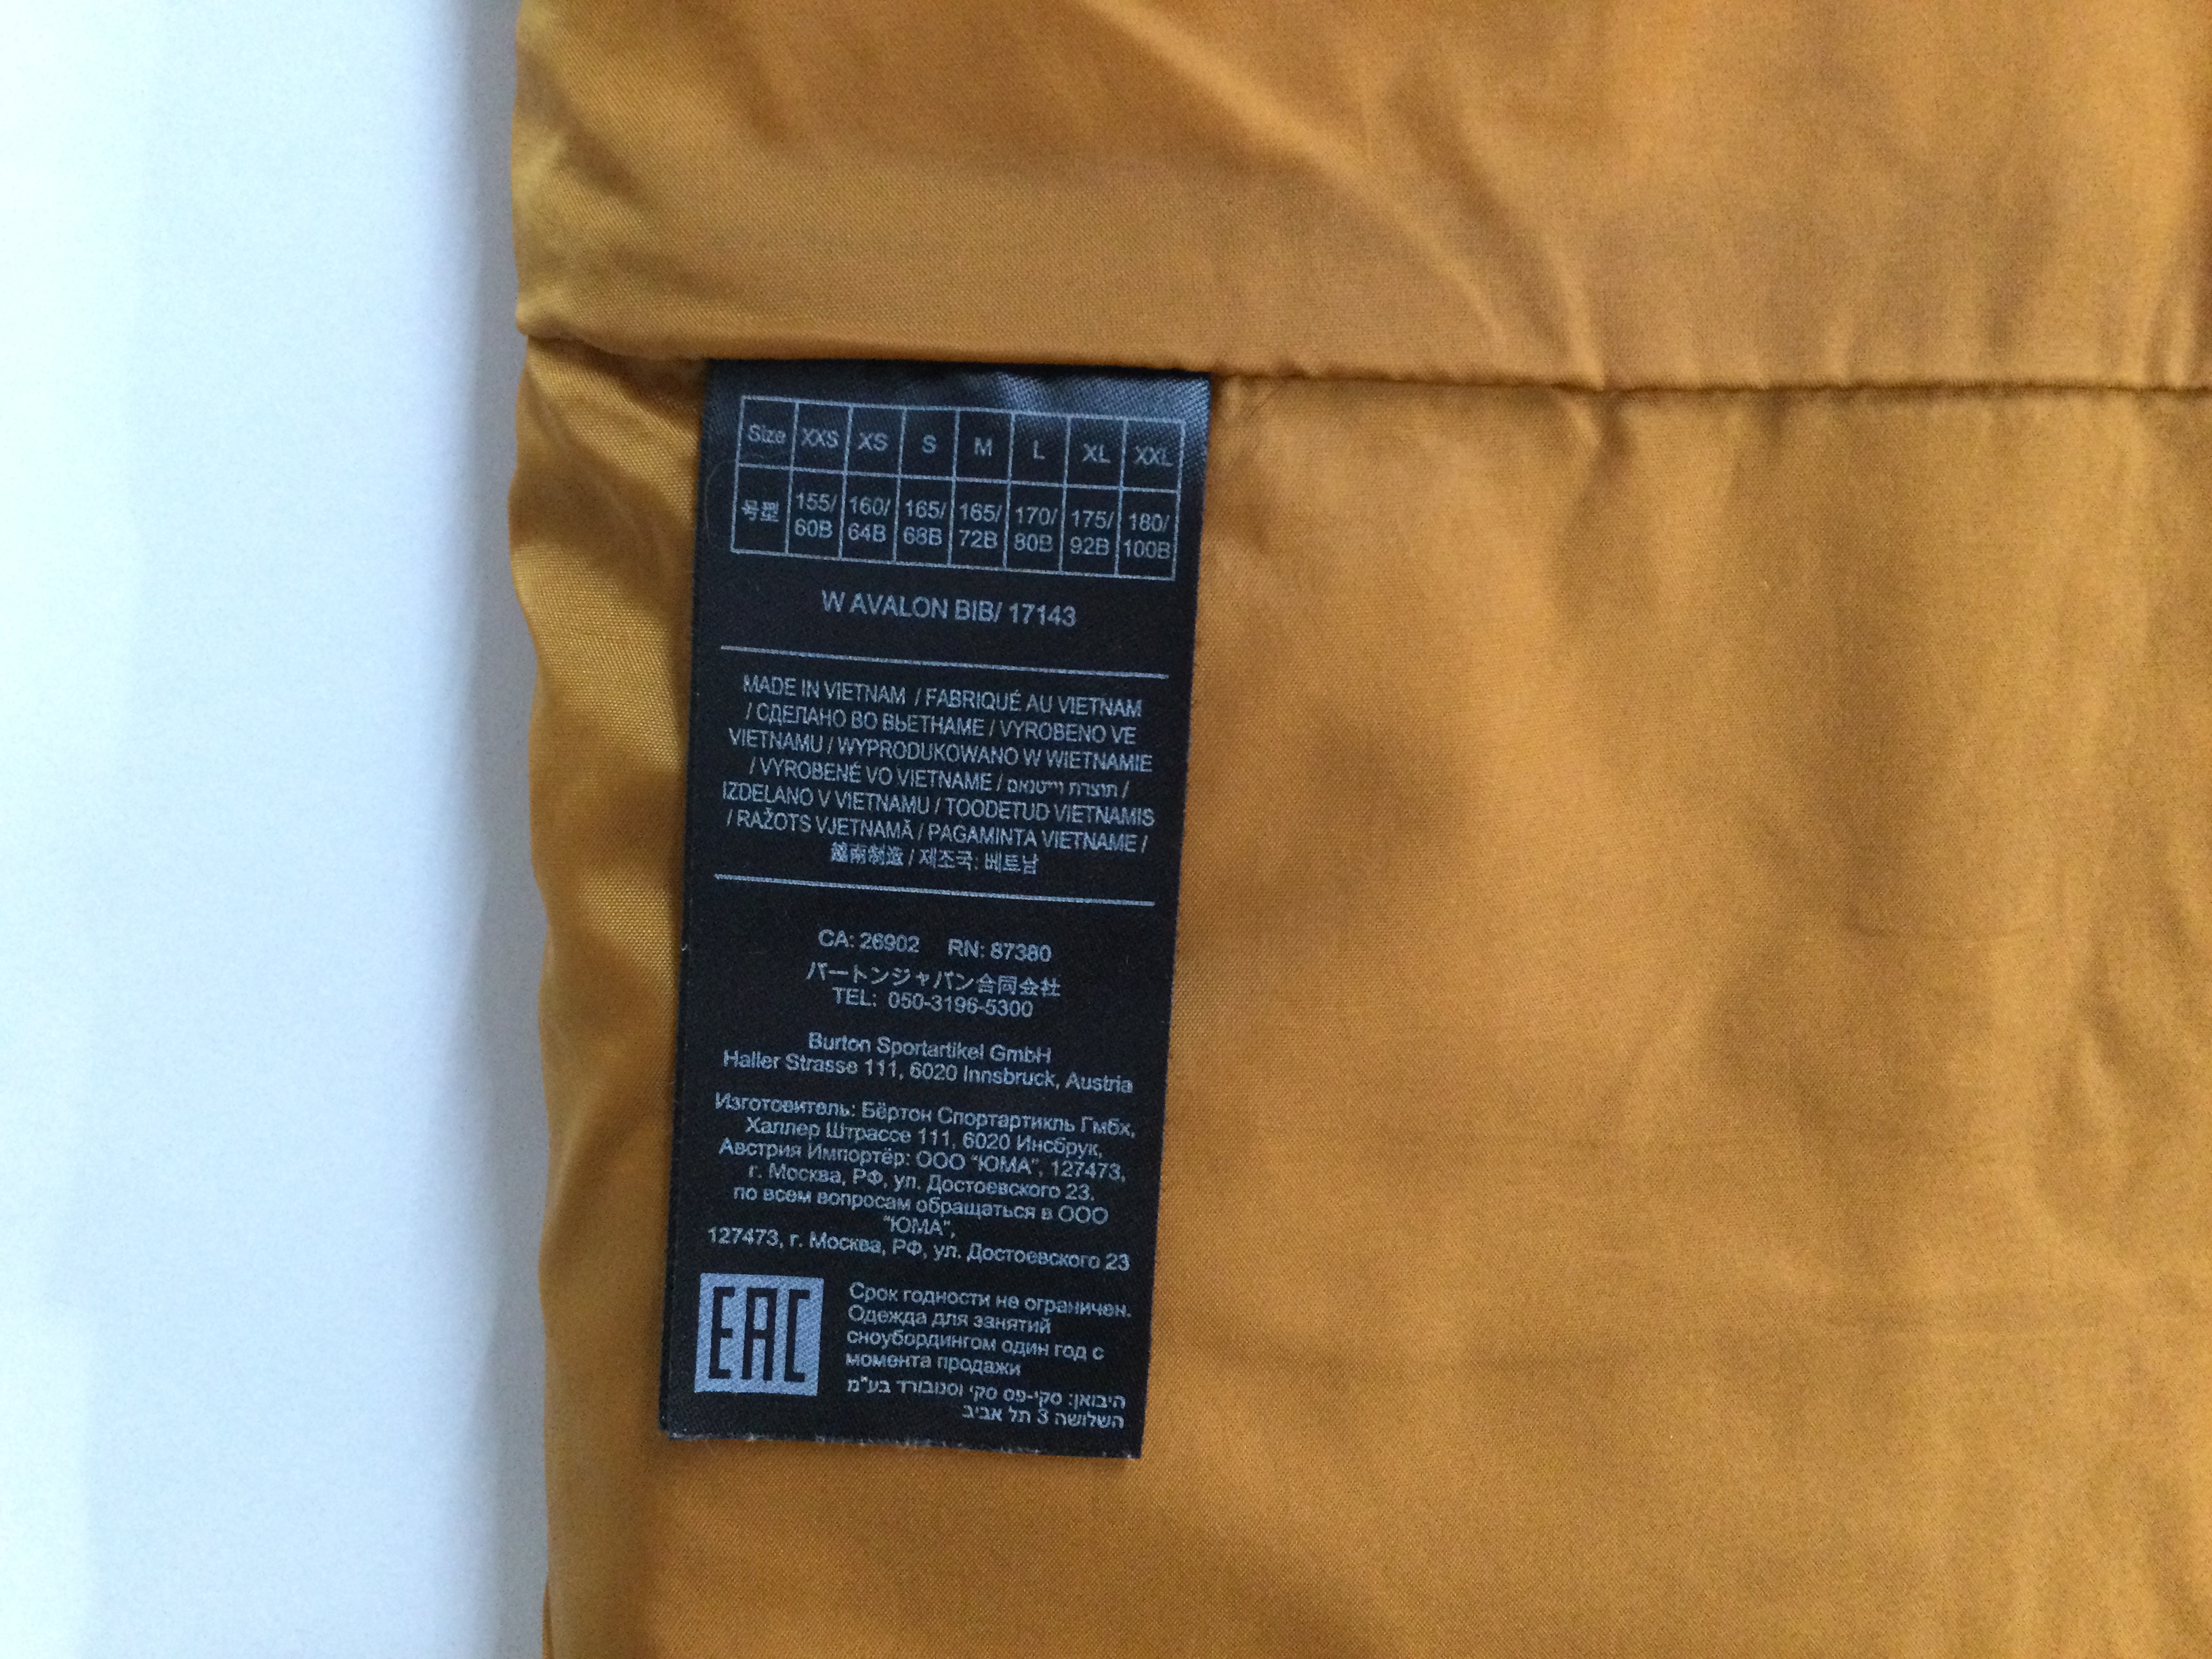 Size XXS XS S M L XL XXL
号型 155/60B 160/64B 165/68B 165/72B 170/80B 175/92B 180/100B
W AVALON BIB/ 17143
MADE IN VIETNAM / FABRIQUÉ AU VIETNAM
/ СДЕЛАНО ВО ВЬЕТНАМЕ / VYROBENO VE
VIETNAMU / WYPRODUKOWANO W WIETNAMIE
/ VYROBENÉ VO VIETNAME / תוצרת וייטנאם /
IZDELANO V VIETNAMU / TOODETUD VIETNAMIS
/ RAŽOTS VJETNAMĀ / PAGAMINTA VIETNAME /
越南制造 / 제조국: 베트남
CA: 26902 RN: 87380
バートンジャパン合同会社
TEL: 050-3196-5300
Burton Sportartikel GmbH
Haller Strasse 111, 6020 Innsbruck, Austria
Изготовитель: Бёртон Спортартикль Гмбх,
Халлер Штрассе 111, 6020 Инсбрук,
Австрия Импортёр: ООО "ЮМА", 127473,
г. Москва, РФ, ул. Достоевского 23.
по всем вопросам обращаться в ООО
"ЮМА",
127473, г. Москва, РФ, ул. Достоевского 23
EAC
Срок годности не ограничен.
Одежда для занятий
сноубордингом один год с
момента продажи
היבואן: סקי-פס סקי וסנובורד בע"מ
השלושה 3 תל אביב